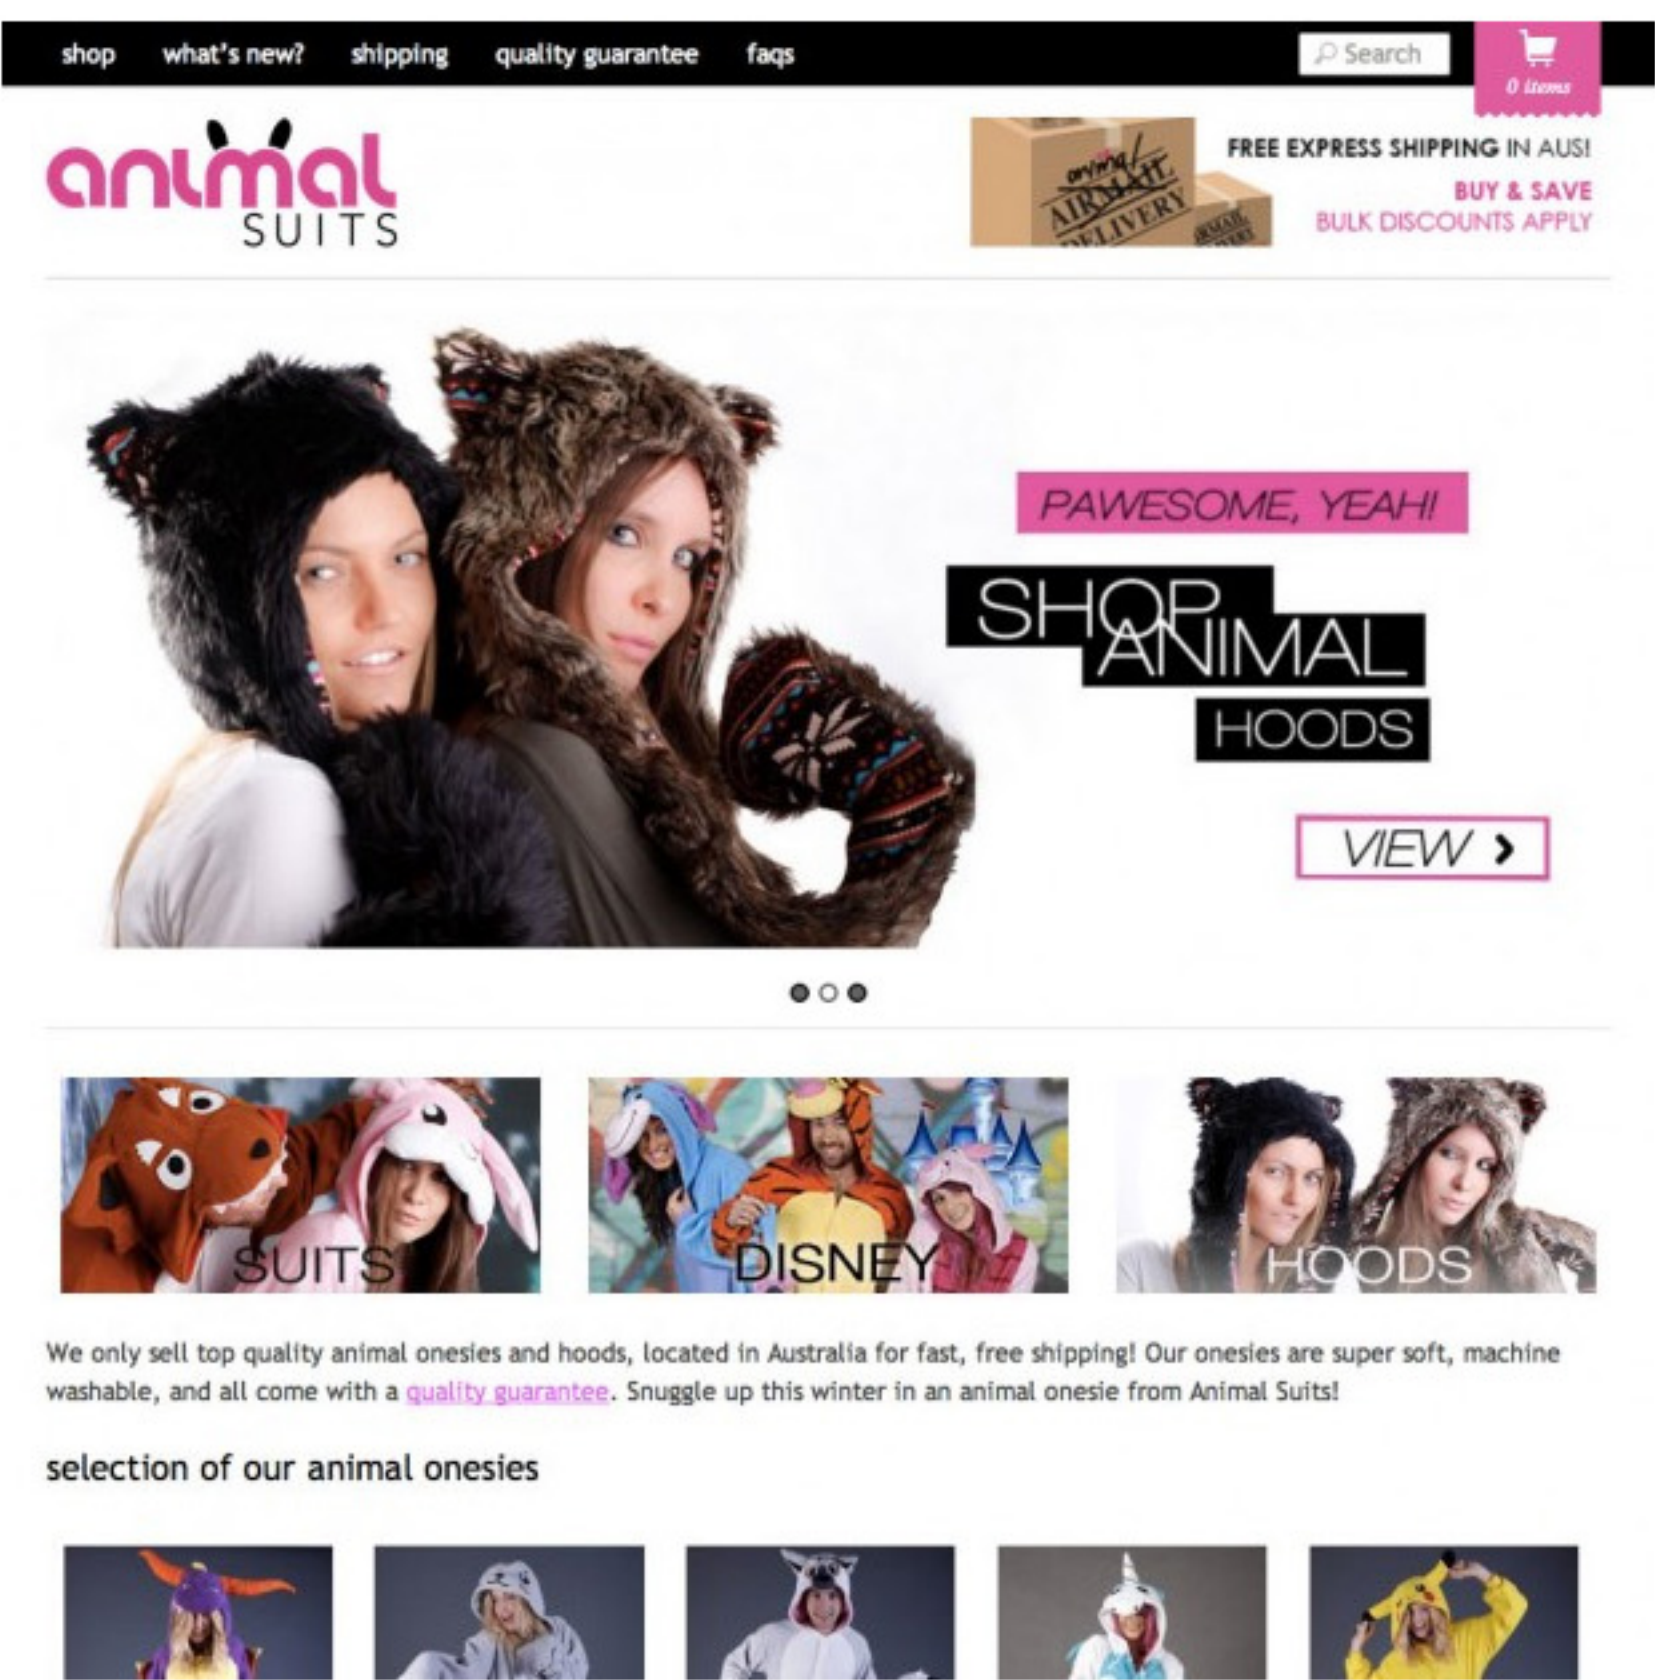 shop what's new? shipping quality guarantee faqs
Search
0 items
animal
SUITS
animal
AIRMAIL
DELIVERY
FREE EXPRESS SHIPPING IN AUS!
BUY & SAVE
BULK DISCOUNTS APPLY
PAWESOME, YEAH!
SHOP
ANIMAL
HOODS
VIEW
SUITS
DISNEY
HOODS
We only sell top quality animal onesies and hoods, located in Australia for fast, free shipping! Our onesies are super soft, machine
washable, and all come with a quality guarantee. Snuggle up this winter in an animal onesie from Animal Suits!
selection of our animal onesies